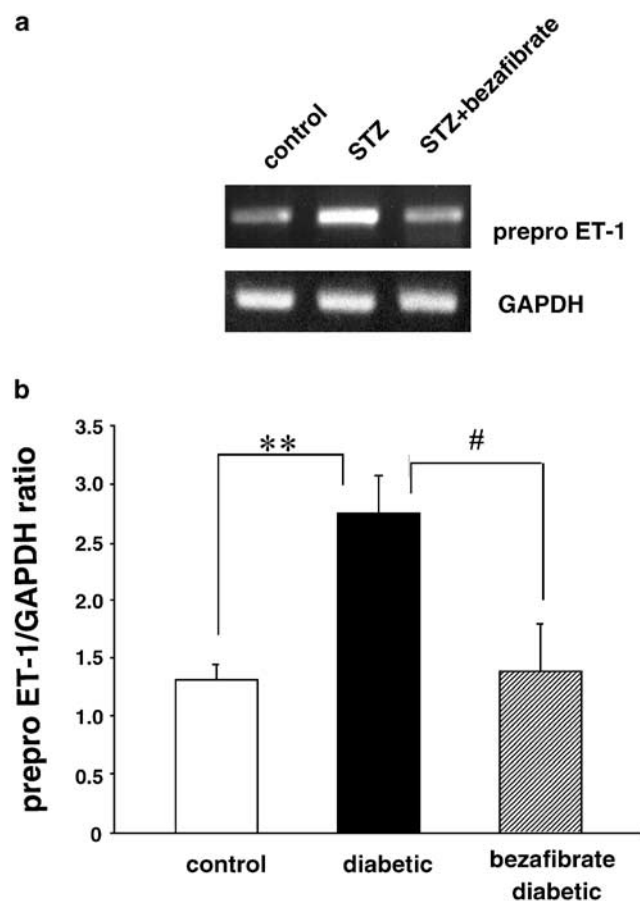 a
control
STZ
STZ+bezafibrate
prepro ET-1
GAPDH
b
prepro ET-1/GAPDH ratio
3.5
3.0
2.5
2.0
1.5
1.0
0.5
0
**
#
control
diabetic
bezafibrate
diabetic